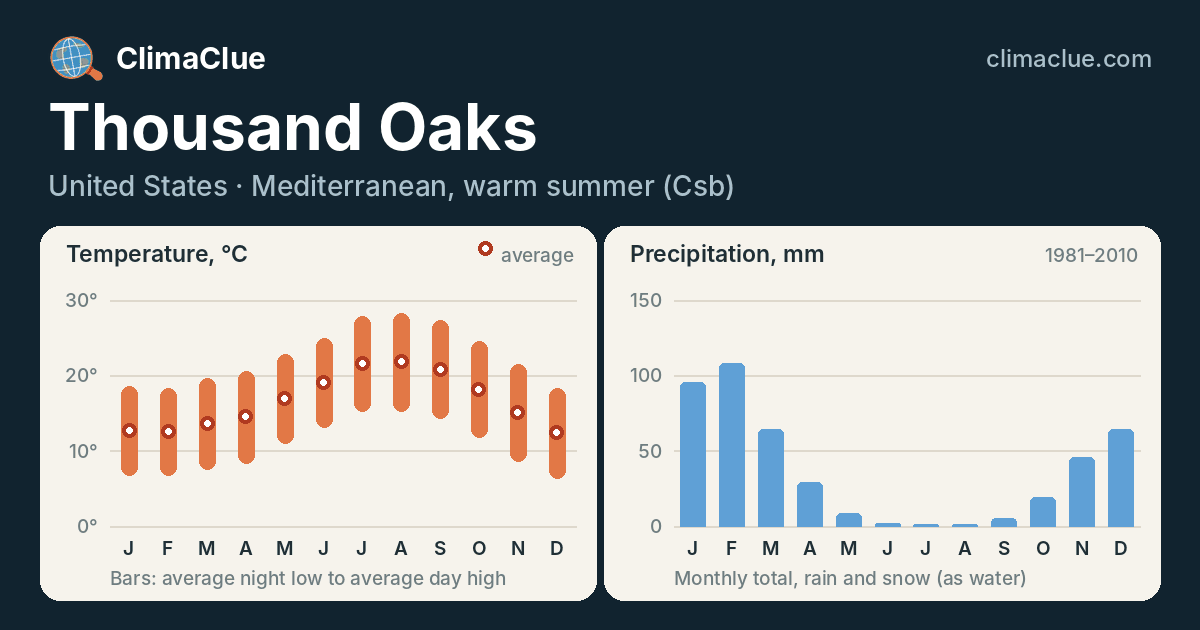 ClimaClue
climaclue.com
Thousand Oaks
United States · Mediterranean, warm summer (Csb)
Temperature, °C
average
30°
20°
10°
0°
J F M A M J J A S O N D
Bars: average night low to average day high
Precipitation, mm
1981–2010
150
100
50
0
J F M A M J J A S O N D
Monthly total, rain and snow (as water)